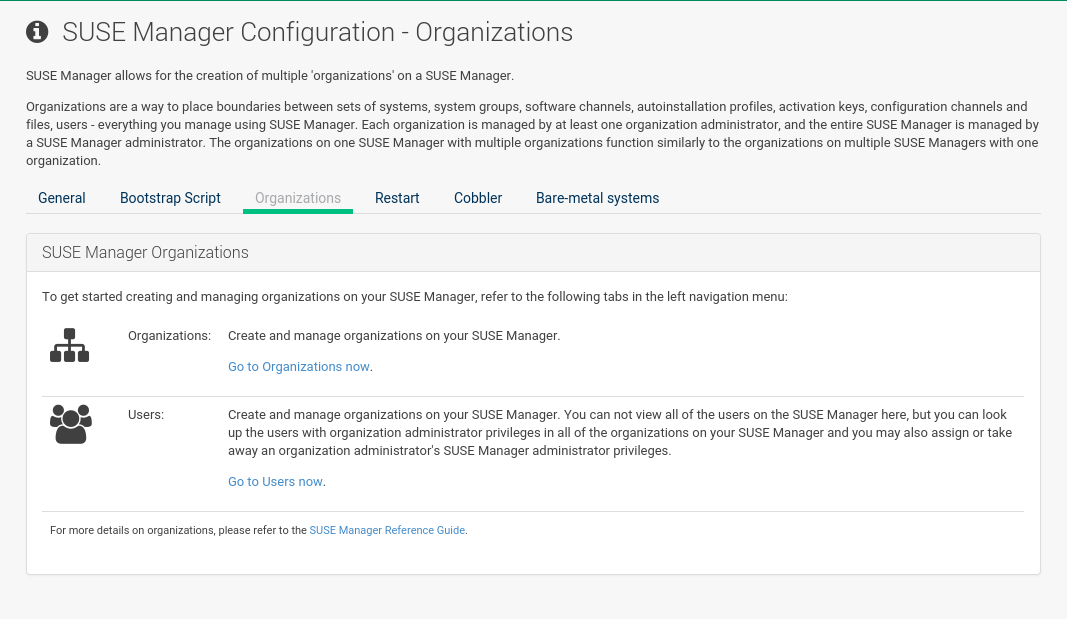 SUSE Manager Configuration - Organizations
SUSE Manager allows for the creation of multiple 'organizations' on a SUSE Manager.
Organizations are a way to place boundaries between sets of systems, system groups, software channels, autoinstallation profiles, activation keys, configuration channels and
files, users - everything you manage using SUSE Manager. Each organization is managed by at least one organization administrator, and the entire SUSE Manager is managed by
a SUSE Manager administrator. The organizations on one SUSE Manager with multiple organizations function similarly to the organizations on multiple SUSE Managers with one
organization.
General Bootstrap Script Organizations Restart Cobbler Bare-metal systems
SUSE Manager Organizations
To get started creating and managing organizations on your SUSE Manager, refer to the following tabs in the left navigation menu:
Organizations: Create and manage organizations on your SUSE Manager.
Go to Organizations now.
Users: Create and manage organizations on your SUSE Manager. You can not view all of the users on the SUSE Manager here, but you can look
up the users with organization administrator privileges in all of the organizations on your SUSE Manager and you may also assign or take
away an organization administrator's SUSE Manager administrator privileges.
Go to Users now.
For more details on organizations, please refer to the SUSE Manager Reference Guide.